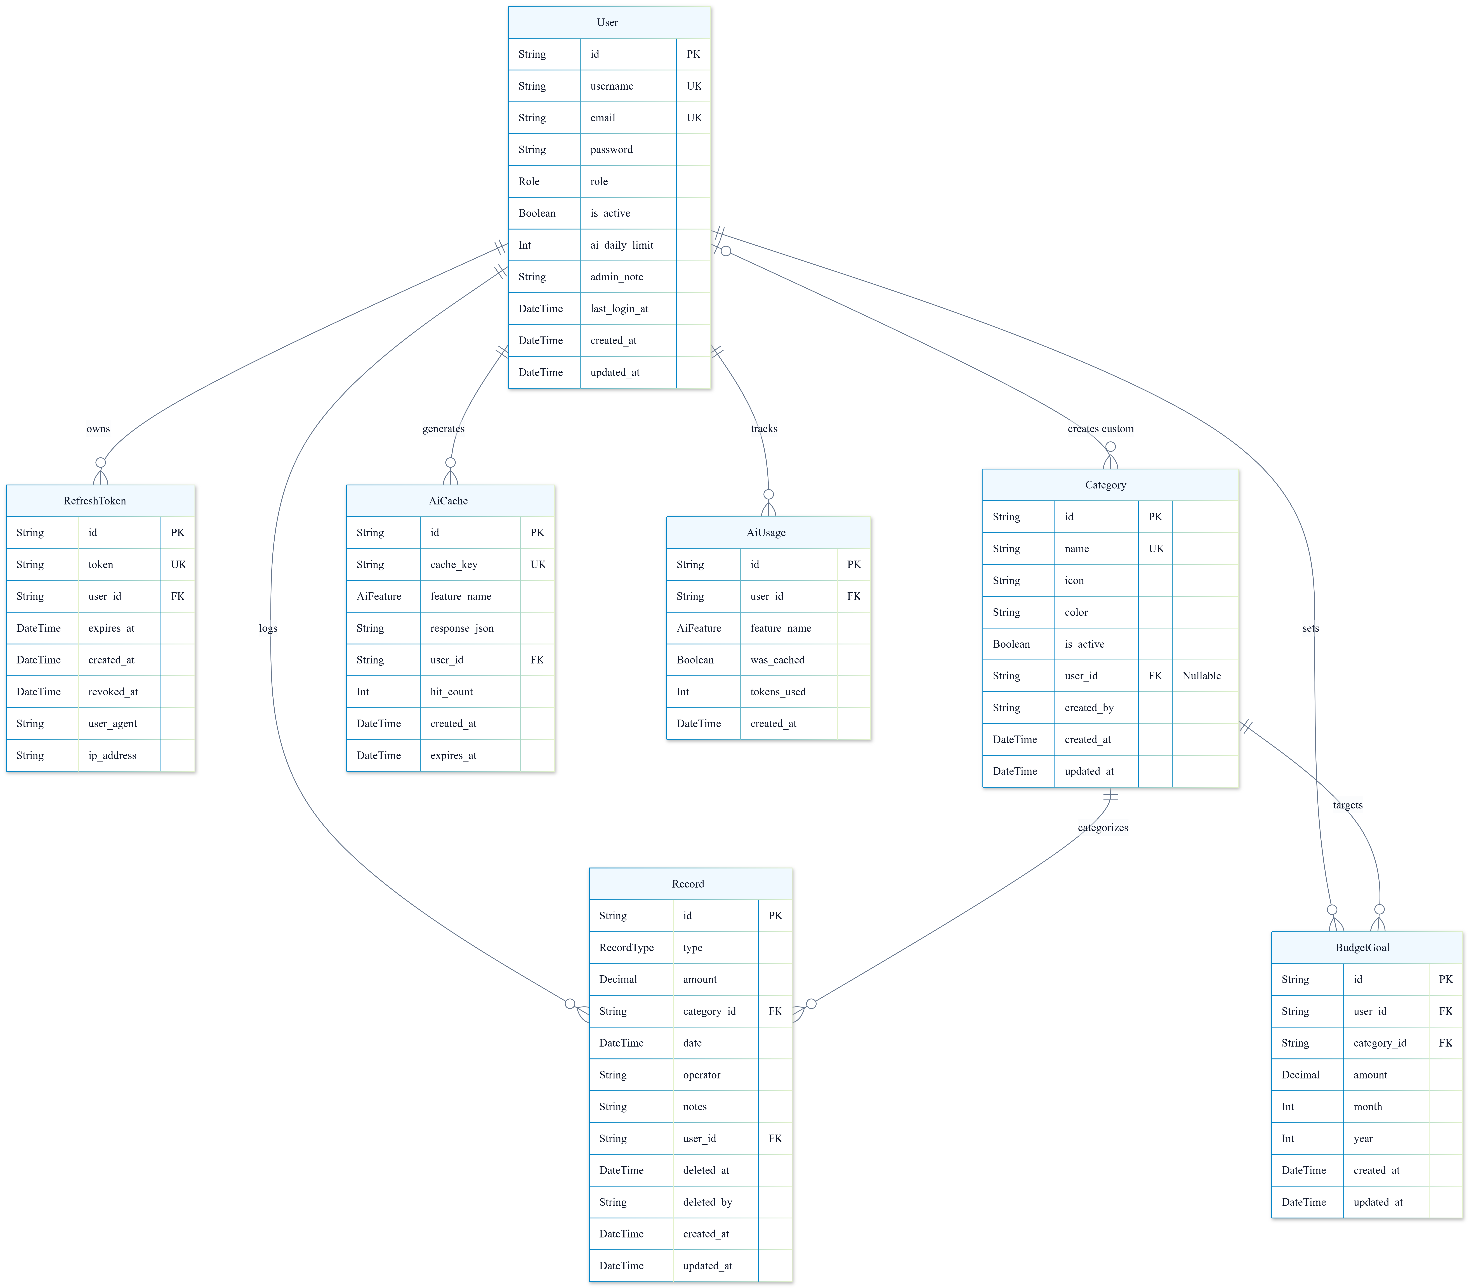 User
String id PK
String username UK
String email UK
String password
Role role
Boolean is_active
Int ai_daily_limit
String admin_note
DateTime last_login_at
DateTime created_at
DateTime updated_at
owns
generates
tracks
creates custom
logs
sets
RefreshToken
String id PK
String token UK
String user_id FK
DateTime expires_at
DateTime created_at
DateTime revoked_at
String user_agent
String ip_address
AiCache
String id PK
String cache_key UK
AiFeature feature_name
String response_json
String user_id FK
Int hit_count
DateTime created_at
DateTime expires_at
AiUsage
String id PK
String user_id FK
AiFeature feature_name
Boolean was_cached
Int tokens_used
DateTime created_at
Category
String id PK
String name UK
String icon
String color
Boolean is_active
String user_id FK Nullable
String created_by
DateTime created_at
DateTime updated_at
targets
categorizes
Record
String id PK
RecordType type
Decimal amount
String category_id FK
DateTime date
String operator
String notes
String user_id FK
DateTime deleted_at
String deleted_by
DateTime created_at
DateTime updated_at
BudgetGoal
String id PK
String user_id FK
String category_id FK
Decimal amount
Int month
Int year
DateTime created_at
DateTime updated_at